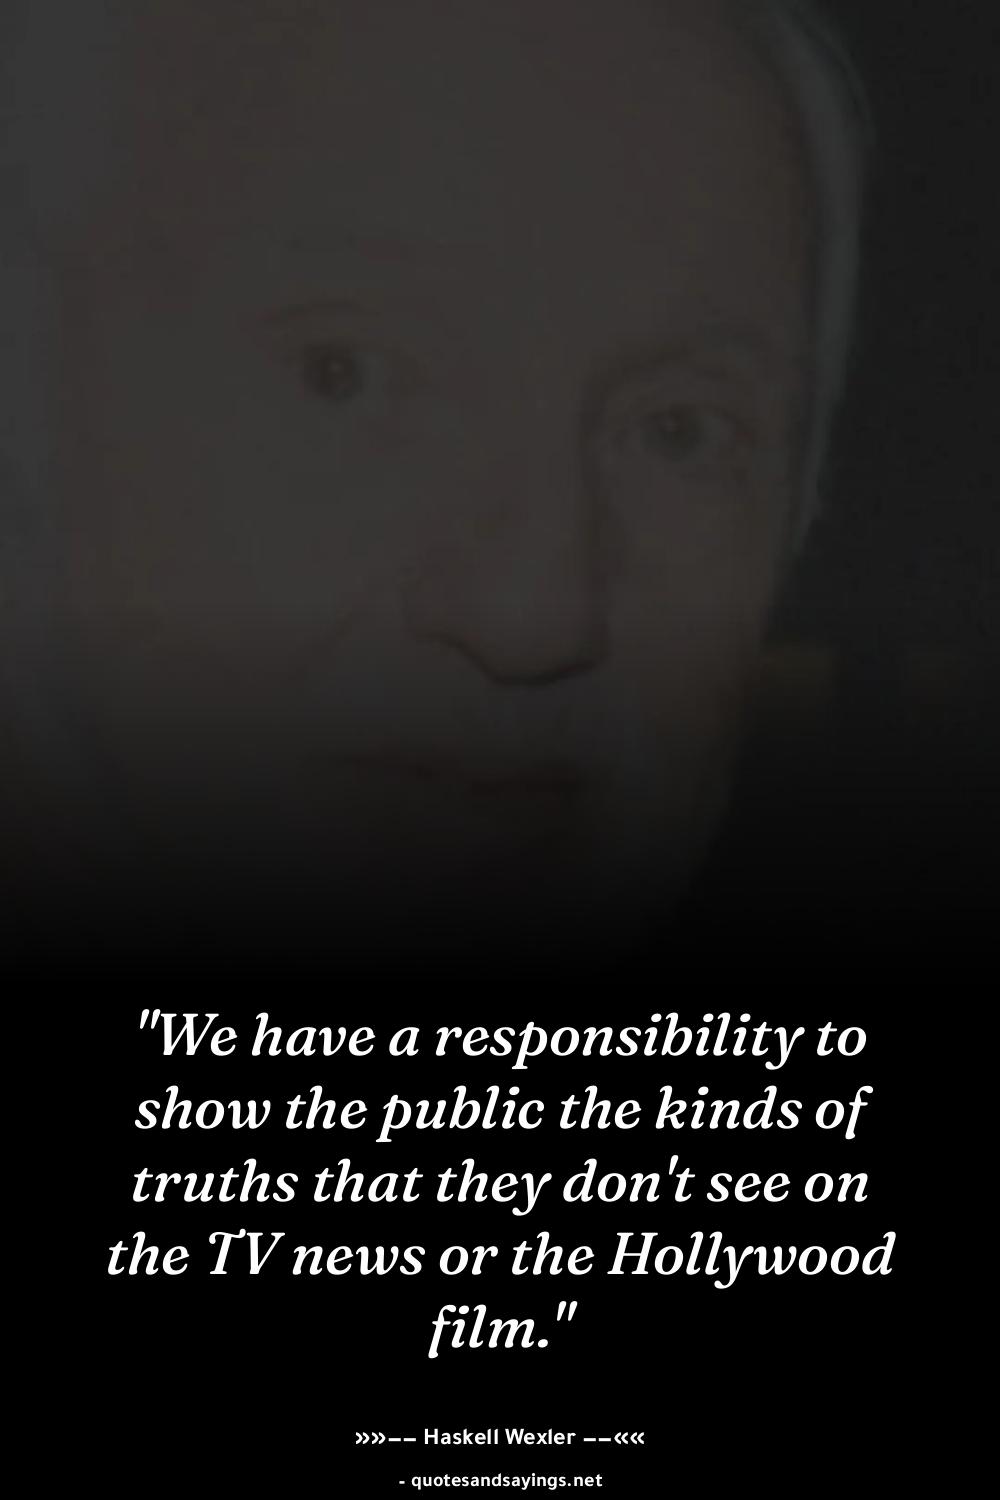 "We have a responsibility to
show the public the kinds of
truths that they don't see on
the TV news or the Hollywood
film."
»»—— Haskell Wexler ——««
- quotesandsayings.net